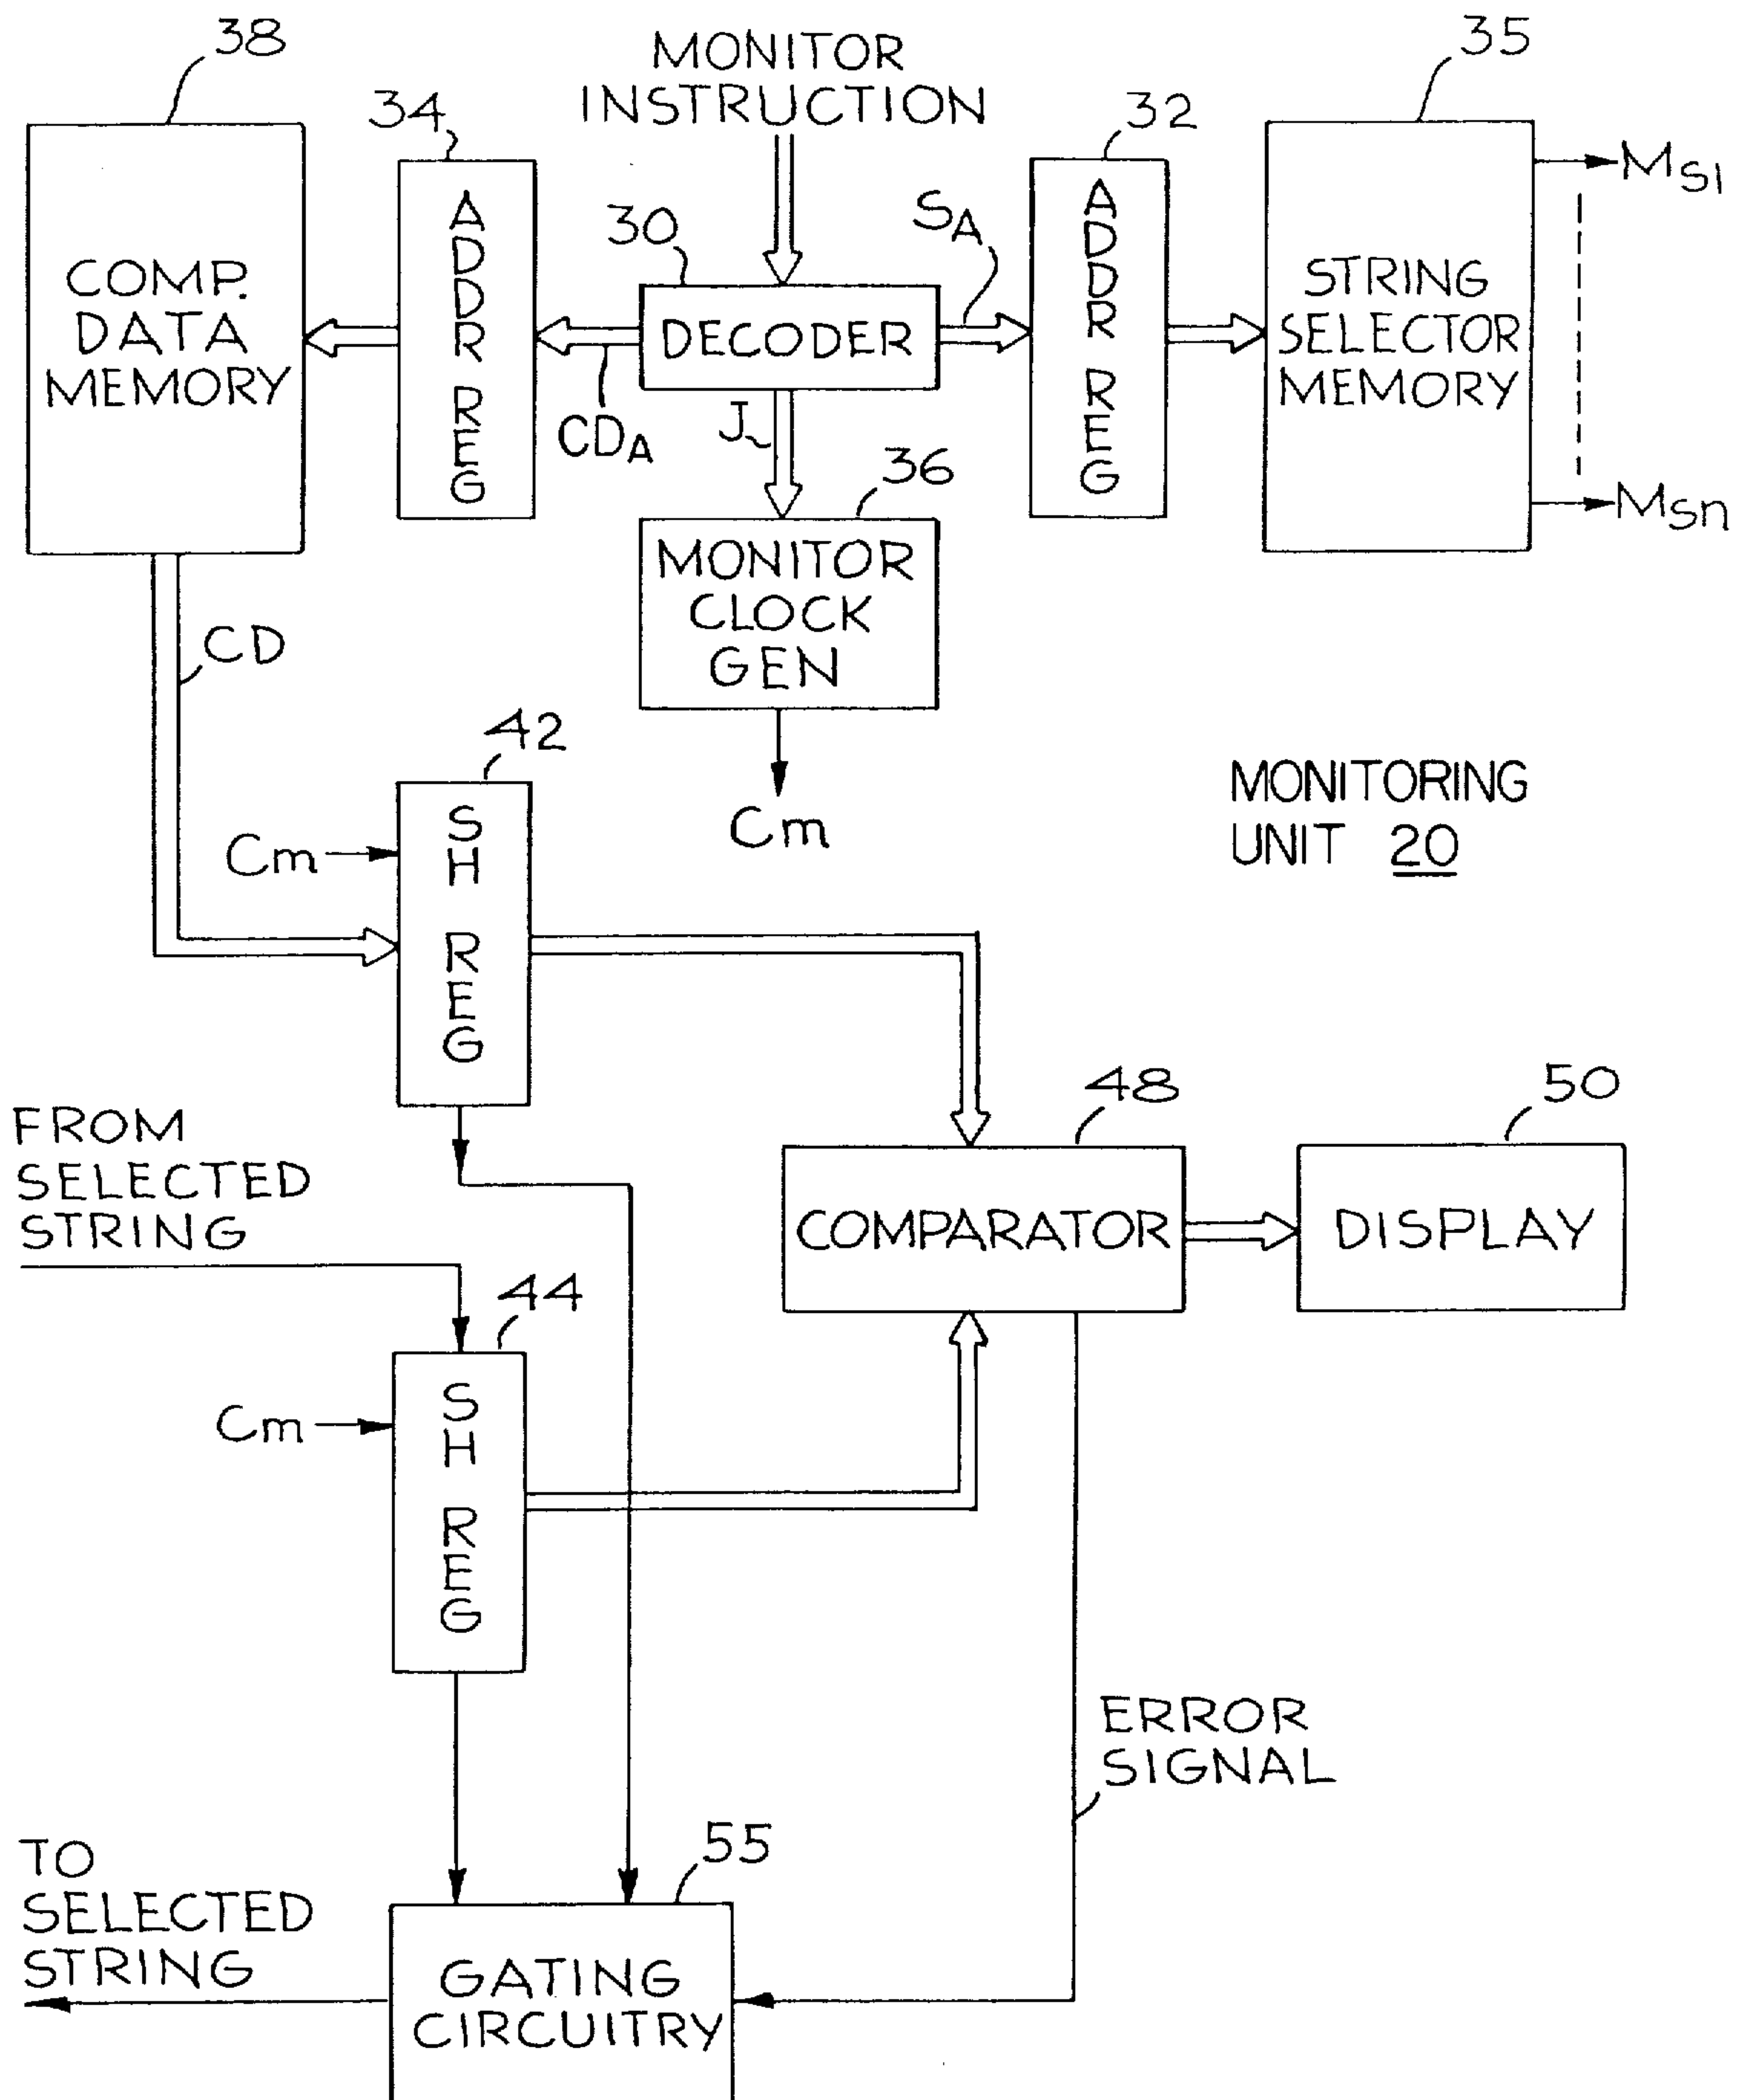 38
MONITOR
INSTRUCTION
35
34
32
COMP.
DATA
MEMORY
ADDR REG
30
DECODER
SA
CDA
J
ADDR REG
STRING
SELECTOR
MEMORY
MS1
MSn
36
MONITOR
CLOCK
GEN
Cm
CD
42
Cm
SH REG
MONITORING
UNIT 20
FROM
SELECTED
STRING
48
COMPARATOR
50
DISPLAY
44
Cm
SH REG
ERROR
SIGNAL
55
TO
SELECTED
STRING
GATING
CIRCUITRY